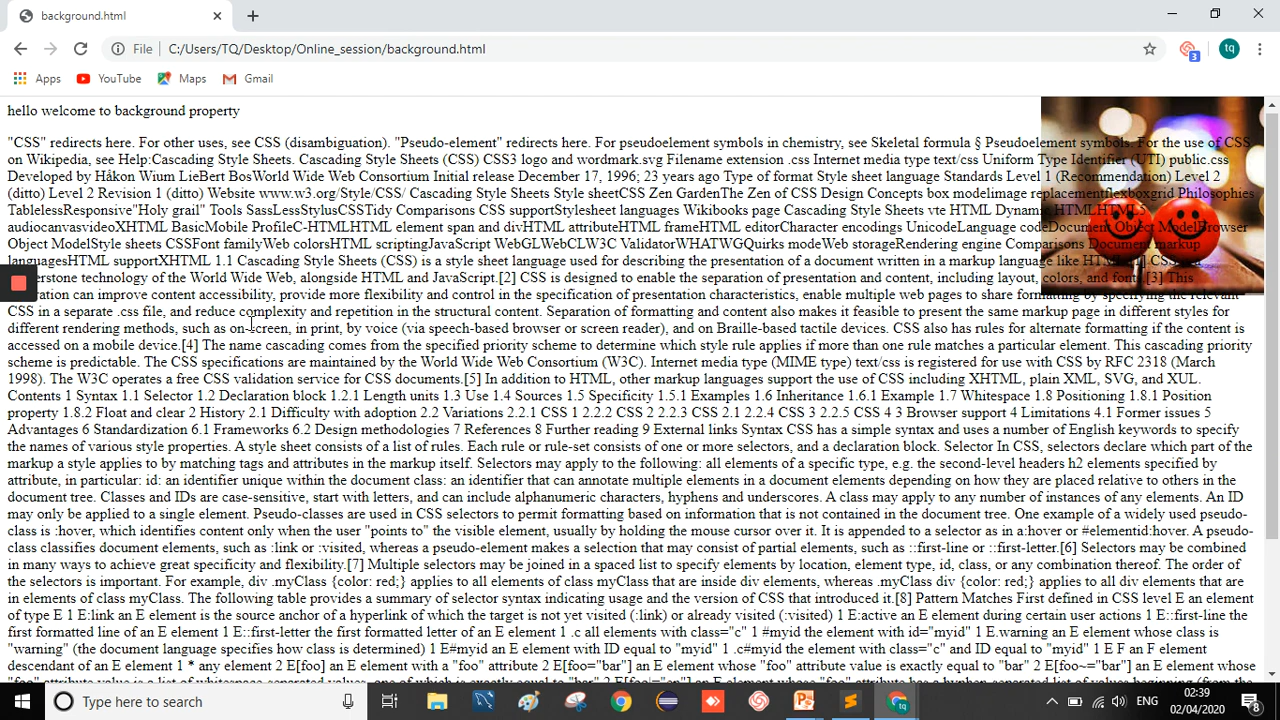 background.html
File
C:/Users/TQ/Desktop/Online_session/background.html
3
tq
Apps
YouTube
Maps
Gmail
hello welcome to background property
"CSS" redirects here. For other uses, see CSS (disambiguation). "Pseudo-element" redirects here. For pseudoelement symbols in chemistry, see Skeletal formula § Pseudoelement symbols. For the use of CSS
on Wikipedia, see Help:Cascading Style Sheets. Cascading Style Sheets (CSS) CSS3 logo and wordmark.svg Filename extension .css Internet media type text/css Uniform Type Identifier (UTI) public.css
Developed by Håkon Wium LieBert BosWorld Wide Web Consortium Initial release December 17, 1996; 23 years ago Type of format Style sheet language Standards Level 1 (Recommendation) Level 2
(ditto) Level 2 Revision 1 (ditto) Website www.w3.org/Style/CSS/ Cascading Style Sheets Style sheetCSS Zen GardenThe Zen of CSS Design Concepts box modelimage replacementflexboxgrid Philosophies
TablelessResponsive"Holy grail" Tools SassLessStylusCSSTidy Comparisons CSS supportStylesheet languages Wikibooks page Cascading Style Sheets vte HTML Dynamic HTMLHTML5
audiocanvasvideoXHTML BasicMobile ProfileC-HTMLHTML element span and divHTML attributeHTML frameHTML editorCharacter encodings UnicodeLanguage codeDocument Object ModelBrowser
Object ModelStyle sheets CSSFont familyWeb colorsHTML scriptingJavaScript WebGLWebCLW3C ValidatorWHATWGQuirks modeWeb storageRendering engine Comparisons Document markup
languagesHTML supportXHTML 1.1 Cascading Style Sheets (CSS) is a style sheet language used for describing the presentation of a document written in a markup language like HTML.[1] CSS is a
technology of the World Wide Web, alongside HTML and JavaScript.[2] CSS is designed to enable the separation of presentation and content, including layout, colors, and fonts.[3] This
can improve content accessibility, provide more flexibility and control in the specification of presentation characteristics, enable multiple web pages to share formatting by specifying the relevant
CSS in a separate .css file, and reduce complexity and repetition in the structural content. Separation of formatting and content also makes it feasible to present the same markup page in different styles for
different rendering methods, such as on-screen, in print, by voice (via speech-based browser or screen reader), and on Braille-based tactile devices. CSS also has rules for alternate formatting if the content is
accessed on a mobile device.[4] The name cascading comes from the specified priority scheme to determine which style rule applies if more than one rule matches a particular element. This cascading priority
scheme is predictable. The CSS specifications are maintained by the World Wide Web Consortium (W3C). Internet media type (MIME type) text/css is registered for use with CSS by RFC 2318 (March
1998). The W3C operates a free CSS validation service for CSS documents.[5] In addition to HTML, other markup languages support the use of CSS including XHTML, plain XML, SVG, and XUL.
Contents 1 Syntax 1.1 Selector 1.2 Declaration block 1.2.1 Length units 1.3 Use 1.4 Sources 1.5 Specificity 1.5.1 Examples 1.6 Inheritance 1.6.1 Example 1.7 Whitespace 1.8 Positioning 1.8.1 Position
property 1.8.2 Float and clear 2 History 2.1 Difficulty with adoption 2.2 Variations 2.2.1 CSS 1 2.2.2 CSS 2 2.2.3 CSS 2.1 2.2.4 CSS 3 2.2.5 CSS 4 3 Browser support 4 Limitations 4.1 Former issues 5
Advantages 6 Standardization 6.1 Frameworks 6.2 Design methodologies 7 References 8 Further reading 9 External links Syntax CSS has a simple syntax and uses a number of English keywords to specify
the names of various style properties. A style sheet consists of a list of rules. Each rule or rule-set consists of one or more selectors, and a declaration block. Selector In CSS, selectors declare which part of the
markup a style applies to by matching tags and attributes in the markup itself. Selectors may apply to the following: all elements of a specific type, e.g. the second-level headers h2 elements specified by
attribute, in particular: id: an identifier unique within the document class: an identifier that can annotate multiple elements in a document elements depending on how they are placed relative to others in the
document tree. Classes and IDs are case-sensitive, start with letters, and can include alphanumeric characters, hyphens and underscores. A class may apply to any number of instances of any elements. An ID
may only be applied to a single element. Pseudo-classes are used in CSS selectors to permit formatting based on information that is not contained in the document tree. One example of a widely used pseudo-
class is :hover, which identifies content only when the user "points to" the visible element, usually by holding the mouse cursor over it. It is appended to a selector as in a:hover or #elementid:hover. A pseudo-
class classifies document elements, such as :link or :visited, whereas a pseudo-element makes a selection that may consist of partial elements, such as ::first-line or ::first-letter.[6] Selectors may be combined
in many ways to achieve great specificity and flexibility.[7] Multiple selectors may be joined in a spaced list to specify elements by location, element type, id, class, or any combination thereof. The order of
the selectors is important. For example, div .myClass {color: red;} applies to all elements of class myClass that are inside div elements, whereas .myClass div {color: red;} applies to all div elements that are
in elements of class myClass. The following table provides a summary of selector syntax indicating usage and the version of CSS that introduced it.[8] Pattern Matches First defined in CSS level E an element
of type E 1 E:link an E element is the source anchor of a hyperlink of which the target is not yet visited (:link) or already visited (:visited) 1 E:active an E element during certain user actions 1 E::first-line the
first formatted line of an E element 1 E::first-letter the first formatted letter of an E element 1 .c all elements with class="c" 1 #myid the element with id="myid" 1 E.warning an E element whose class is
"warning" (the document language specifies how class is determined) 1 E#myid an E element with ID equal to "myid" 1 .c#myid the element with class="c" and ID equal to "myid" 1 E F an F element
descendant of an E element 1 * any element 2 E[foo] an E element with a "foo" attribute 2 E[foo="bar"] an E element whose "foo" attribute value is exactly equal to "bar" 2 E[foo~="bar"] an E element whose
Type here to search
ENG
02:39
02/04/2020
8